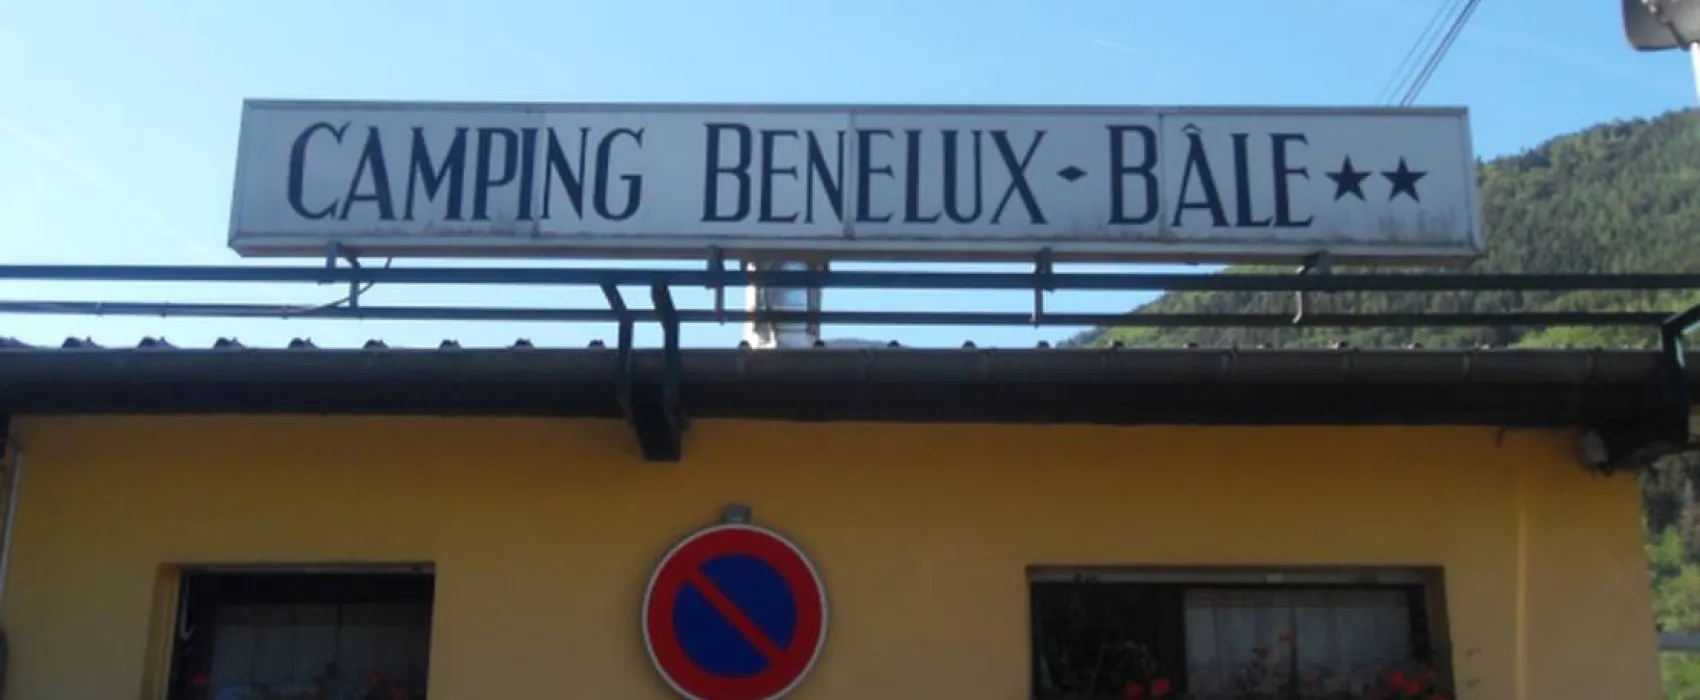 CAMPING BENELUX - BÂLE★★